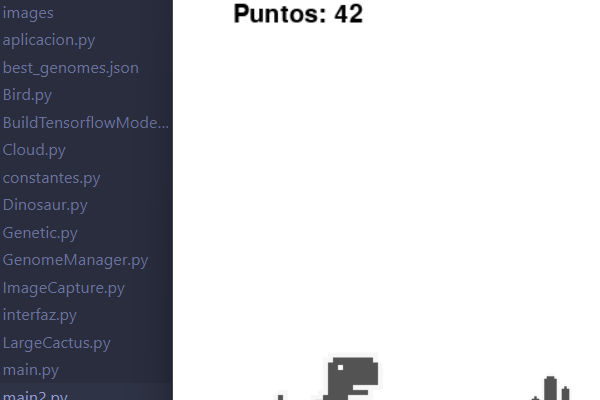 images
Puntos: 42
aplicacion.py
best_genomes.json
Bird.py
BuildTensorflowMode...
Cloud.py
constantes.py
Dinosaur.py
Genetic.py
GenomeManager.py
ImageCapture.py
interfaz.py
LargeCactus.py
main.py
main2.py